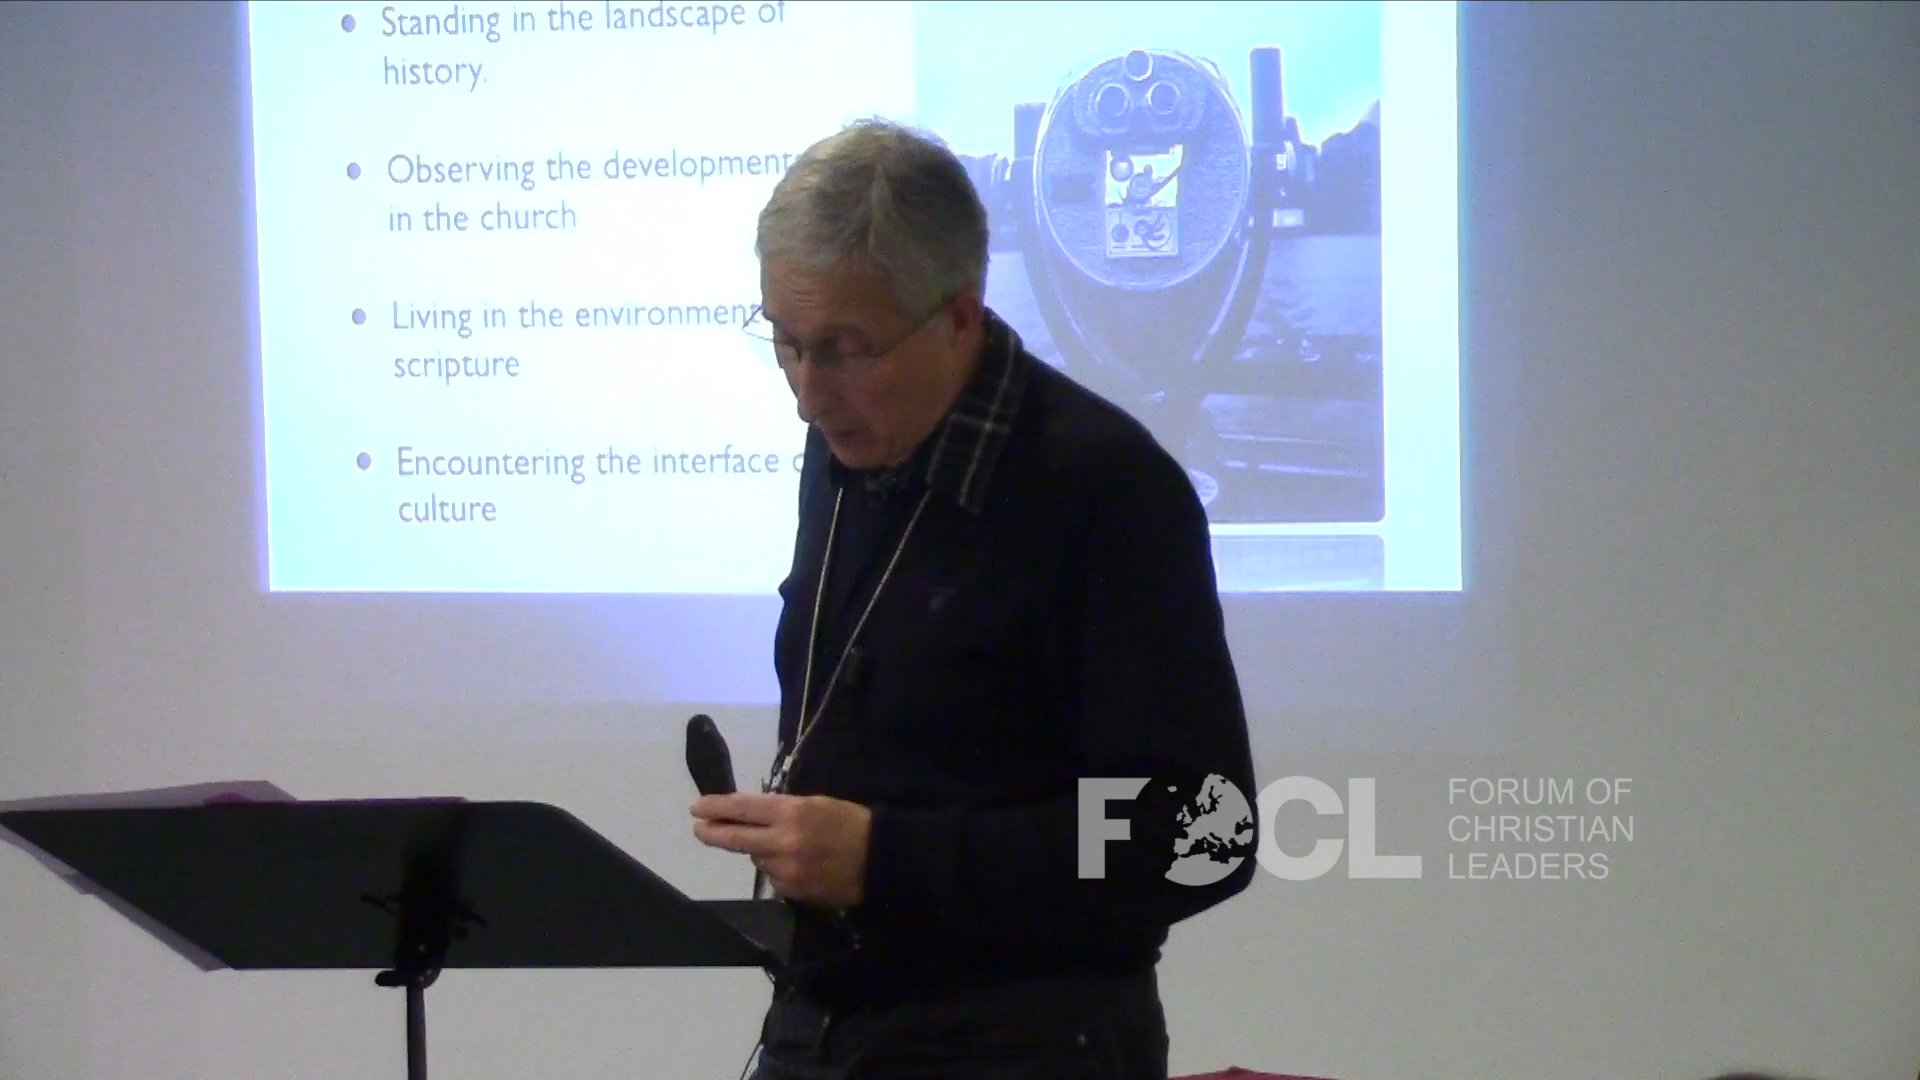 Standing in the landscape of
history.
Observing the development
in the church
Living in the environment
scripture
Encountering the interface
culture
FOCL
FORUM OF
CHRISTIAN
LEADERS